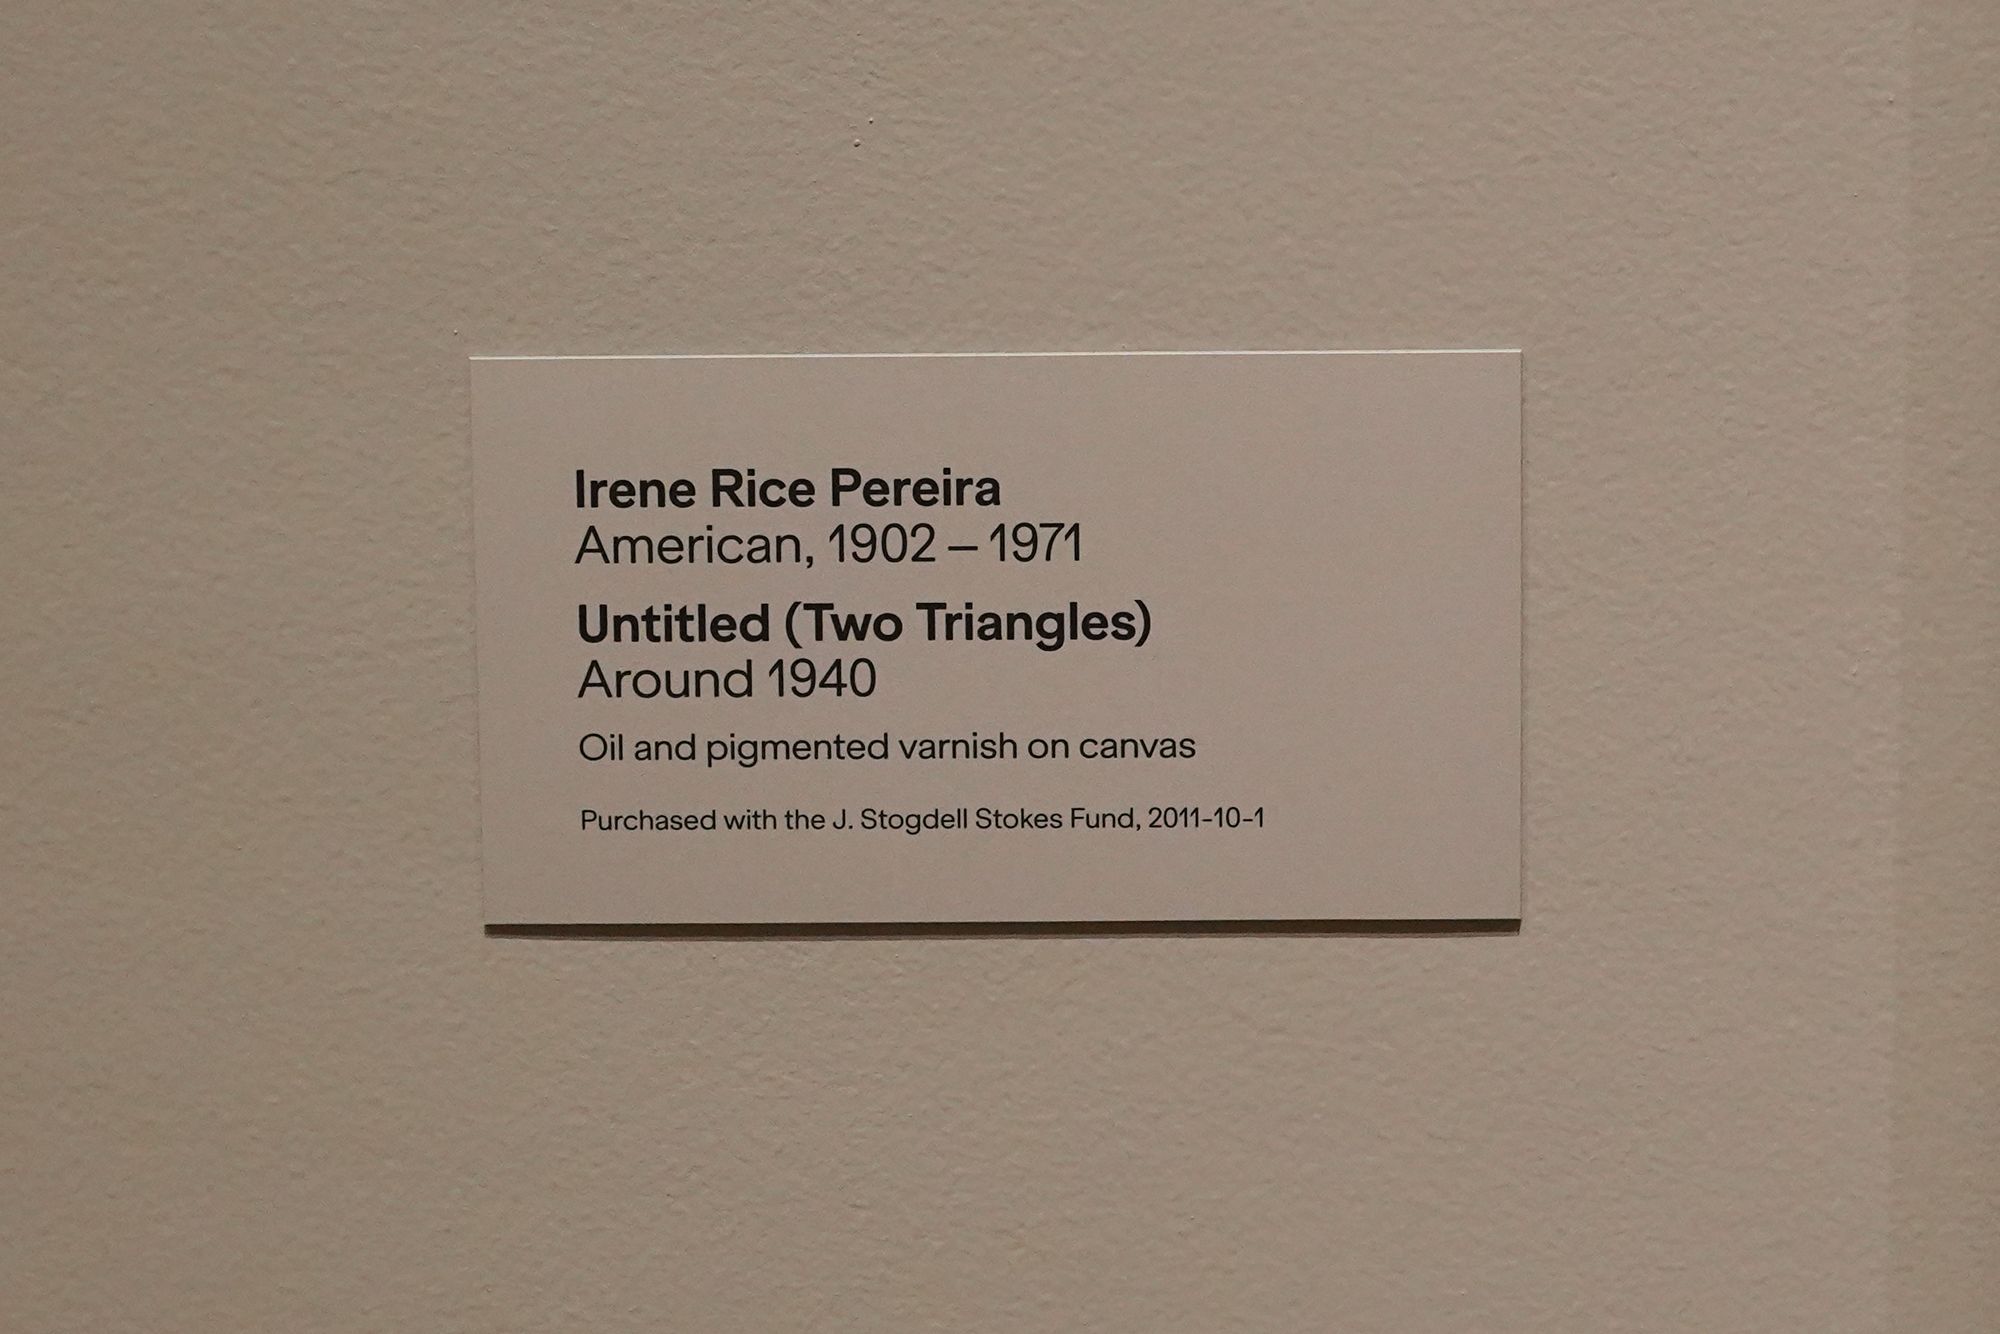 Irene Rice Pereira
American, 1902 – 1971
Untitled (Two Triangles)
Around 1940
Oil and pigmented varnish on canvas
Purchased with the J. Stogdell Stokes Fund, 2011-10-1